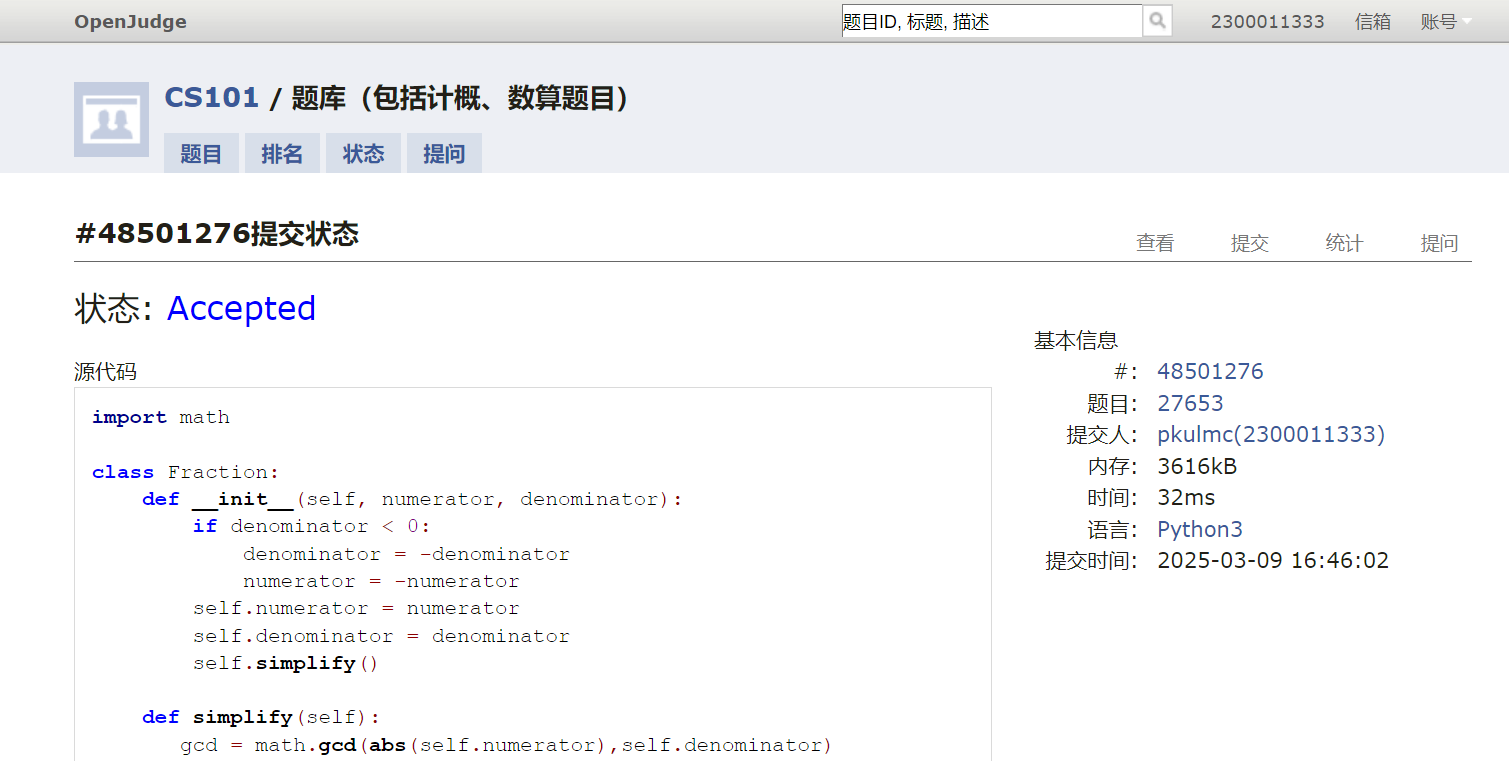 OpenJudge 题目ID, 标题, 描述 2300011333 信箱 账号
CS101 / 题库（包括计概、数算题目）
题目 排名 状态 提问
#48501276提交状态 查看 提交 统计 提问
状态: Accepted
源代码
import math
class Fraction:
def __init__(self, numerator, denominator):
if denominator < 0:
denominator = -denominator
numerator = -numerator
self.numerator = numerator
self.denominator = denominator
self.simplify()
def simplify(self):
gcd = math.gcd(abs(self.numerator),self.denominator)
基本信息
#: 48501276
题目: 27653
提交人: pkulmc(2300011333)
内存: 3616kB
时间: 32ms
语言: Python3
提交时间: 2025-03-09 16:46:02